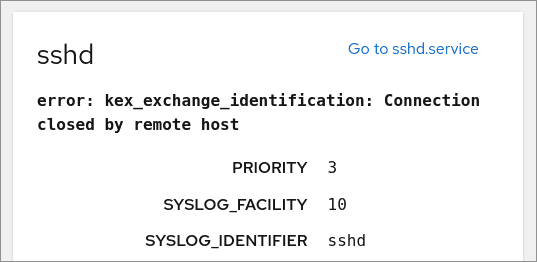 sshd
Go to sshd.service
error: kex_exchange_identification: Connection
closed by remote host
PRIORITY 3
SYSLOG_FACILITY 10
SYSLOG_IDENTIFIER sshd